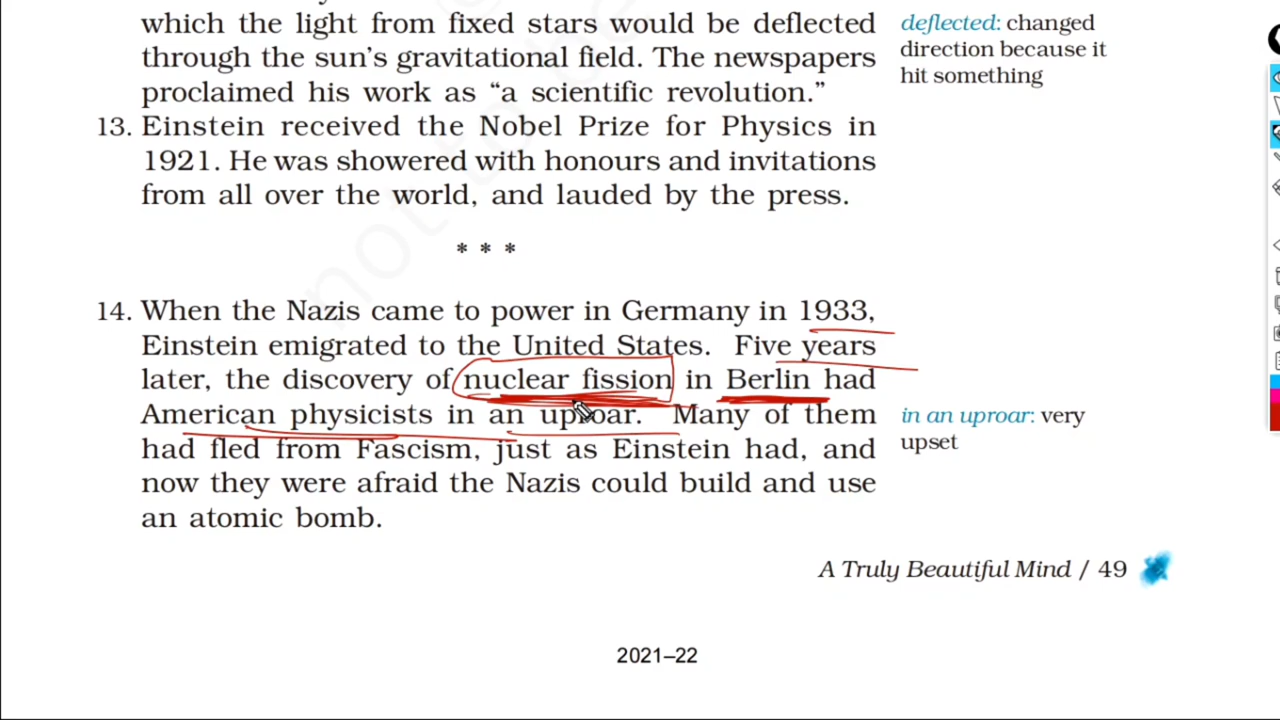 which the light from fixed stars would be deflected
through the sun's gravitational field. The newspapers
proclaimed his work as “a scientific revolution.”
deflected: changed
direction because it
hit something
13. Einstein received the Nobel Prize for Physics in
1921. He was showered with honours and invitations
from all over the world, and lauded by the press.
* * *
14. When the Nazis came to power in Germany in 1933,
Einstein emigrated to the United States. Five years
later, the discovery of nuclear fission in Berlin had
American physicists in an uproar. Many of them
had fled from Fascism, just as Einstein had, and
now they were afraid the Nazis could build and use
an atomic bomb.
in an uproar: very
upset
A Truly Beautiful Mind / 49
2021–22